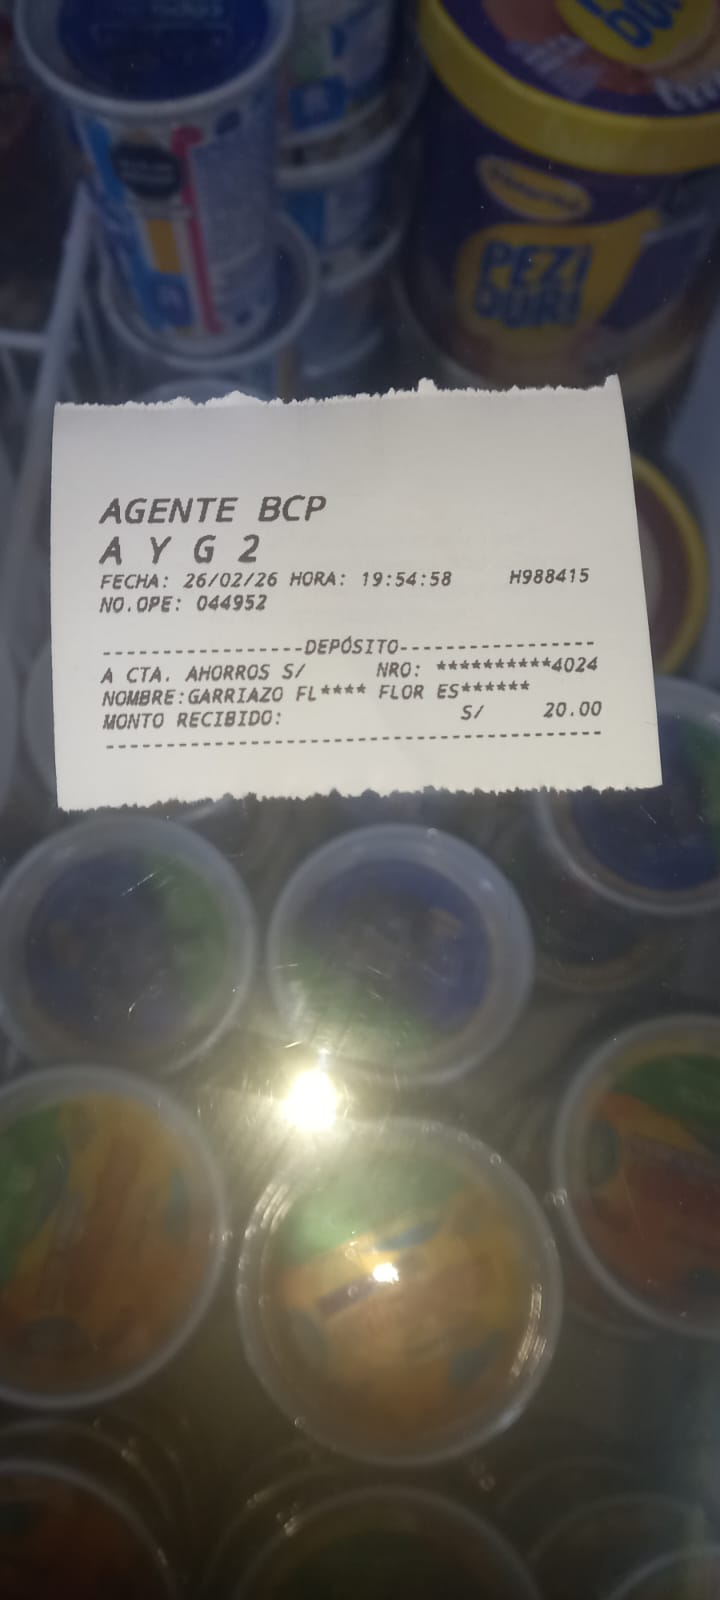 PEZi
DURI
AGENTE BCP
A Y G 2
FECHA: 26/02/26 HORA: 19:54:58 H988415
NO.OPE: 044952
-----------------DEPÓSITO-----------------
A CTA. AHORROS S/ NRO: **********4024
NOMBRE:GARRIAZO FL**** FLOR ES******
MONTO RECIBIDO: S/ 20.00
------------------------------------------